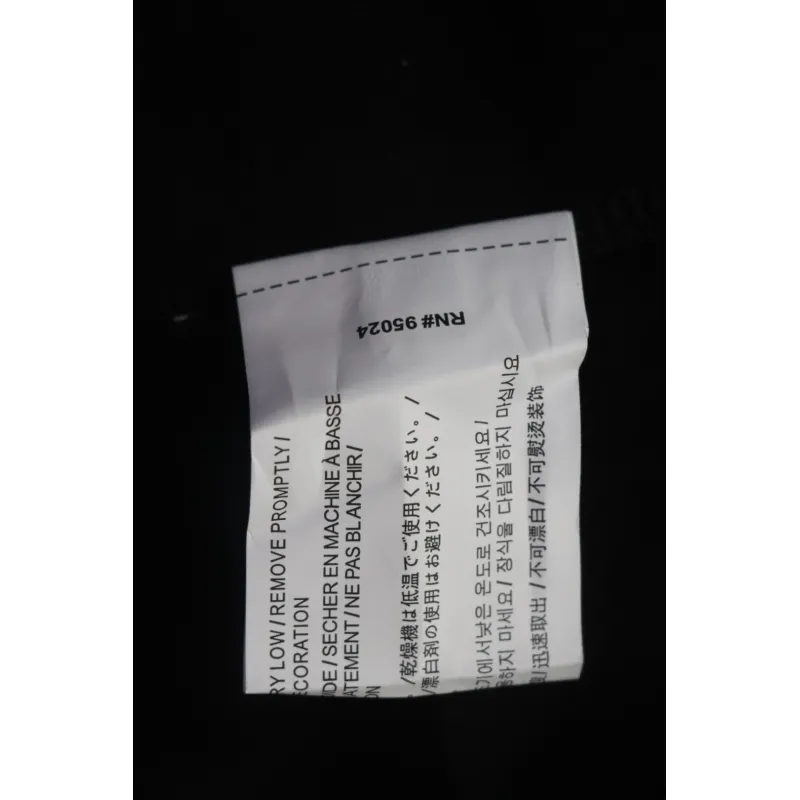 RN# 95024
RY LOW / REMOVE PROMPTLY /
CORATION
DE / SECHER EN MACHINE À BASSE
ATEMENT / NE PAS BLANCHIR /
ON
。/乾燥機は低温でご使用ください。/
漂白剤の使用はお避けください。/
기에서낮은 온도로 건조시키세요/
용하지 마세요/ 장식을 다림질하지 마십시요
迅速取出 /不可漂白/不可熨烫装饰